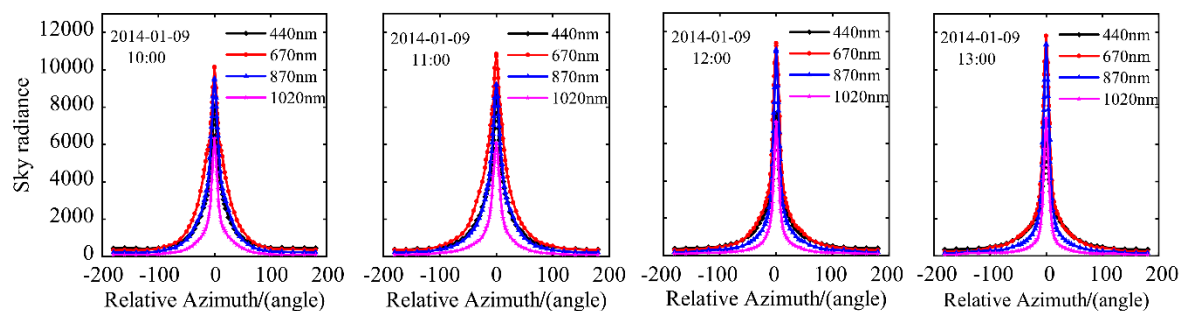 Sky radiance
12000
10000
8000
6000
4000
2000
0
2014-01-09
10:00
440nm
670nm
870nm
1020nm
-200 -100 0 100 200
Relative Azimuth/(angle)
2014-01-09
11:00
440nm
670nm
870nm
1020nm
-200 -100 0 100 200
Relative Azimuth/(angle)
2014-01-09
12:00
440nm
670nm
870nm
1020nm
-200 -100 0 100 200
Relative Azimuth/(angle)
2014-01-09
13:00
440nm
670nm
870nm
1020nm
-200 -100 0 100 200
Relative Azimuth/(angle)